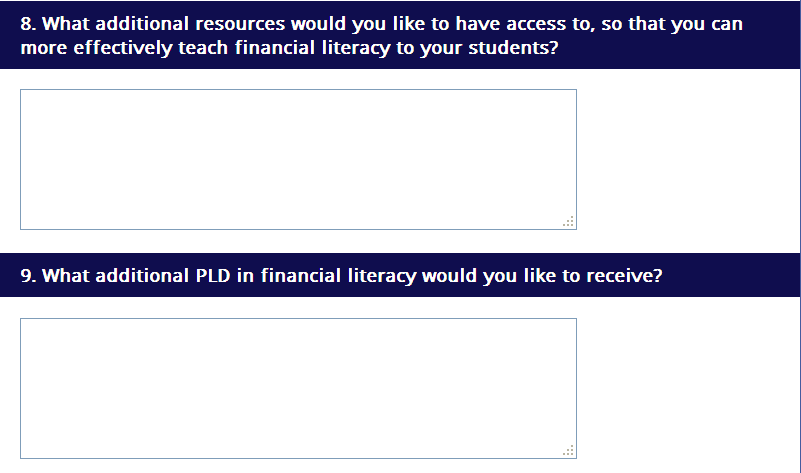 8. What additional resources would you like to have access to, so that you can
more effectively teach financial literacy to your students?
9. What additional PLD in financial literacy would you like to receive?